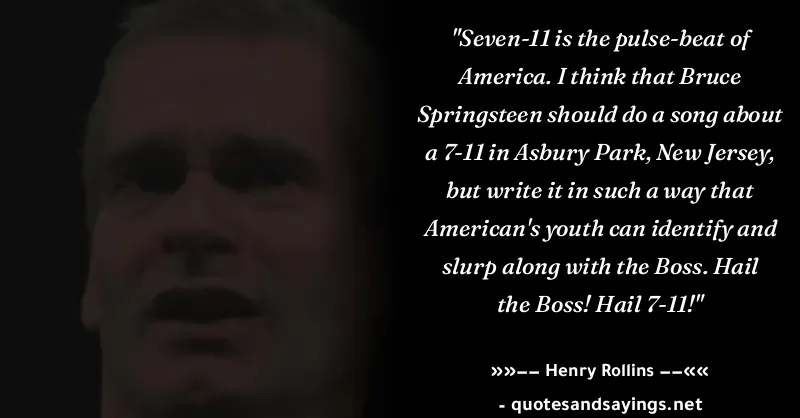 "Seven-11 is the pulse-beat of
America. I think that Bruce
Springsteen should do a song about
a 7-11 in Asbury Park, New Jersey,
but write it in such a way that
American's youth can identify and
slurp along with the Boss. Hail
the Boss! Hail 7-11!"
»»–– Henry Rollins ––««
- quotesandsayings.net